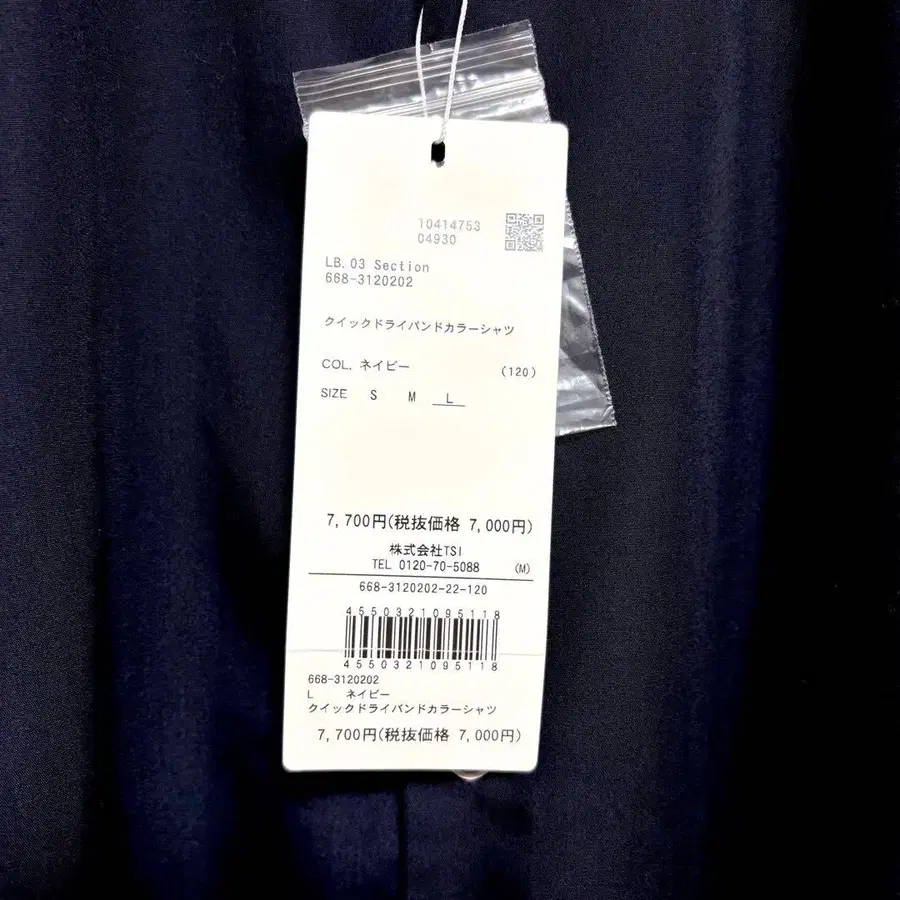 10414753
04930
LB.03 Section
668-3120202
クイックドライバンドカラーシャツ
COL. ネイビー (120)
SIZE S M L
7,700円(税抜価格 7,000円)
株式会社TSI
TEL 0120-70-5088 (M)
668-3120202-22-120
4550321095118
4550321095118
668-3120202
L ネイビー
クイックドライバンドカラーシャツ
7,700円(税抜価格 7,000円)